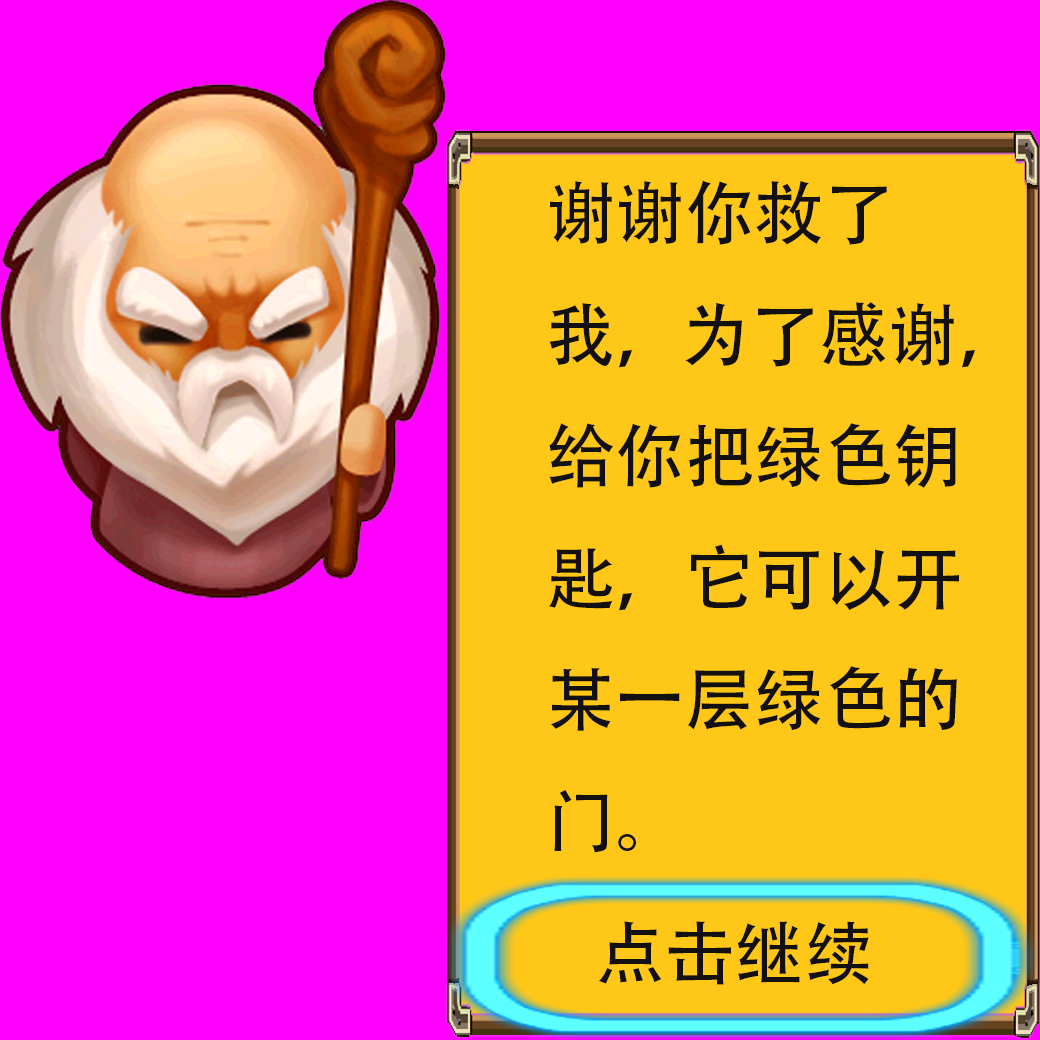 谢谢你救了
我，为了感谢，
给你把绿色钥
匙，它可以开
某一层绿色的
门。
点击继续